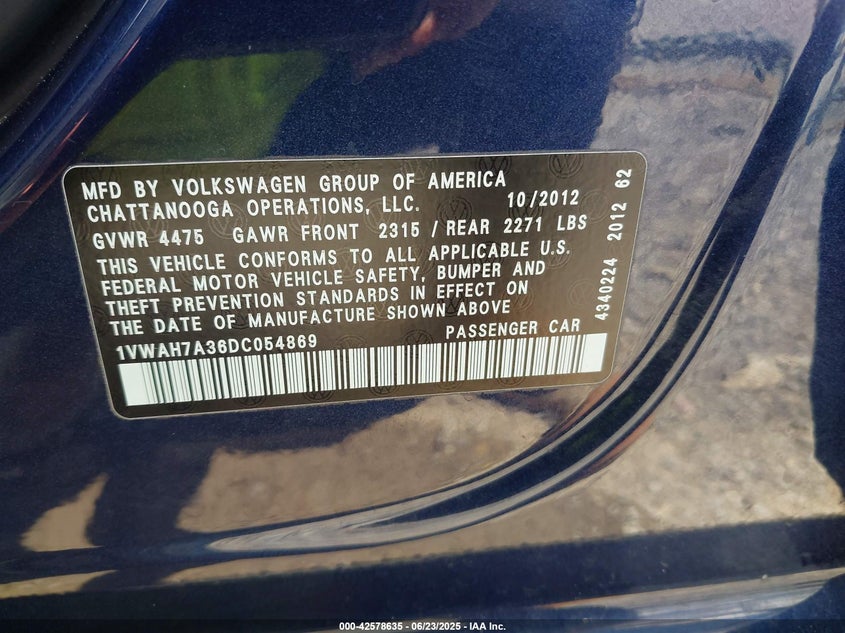 MFD BY VOLKSWAGEN GROUP OF AMERICA
CHATTANOOGA OPERATIONS, LLC. 10/2012
GVWR 4475 GAWR FRONT 2315 / REAR 2271 LBS
THIS VEHICLE CONFORMS TO ALL APPLICABLE U.S.
FEDERAL MOTOR VEHICLE SAFETY, BUMPER AND
THEFT PREVENTION STANDARDS IN EFFECT ON
THE DATE OF MANUFACTURE SHOWN ABOVE
PASSENGER CAR
1VWAH7A36DC054869
4340224 2012 62
000-42578635 - 06/23/2025 - IAA Inc.